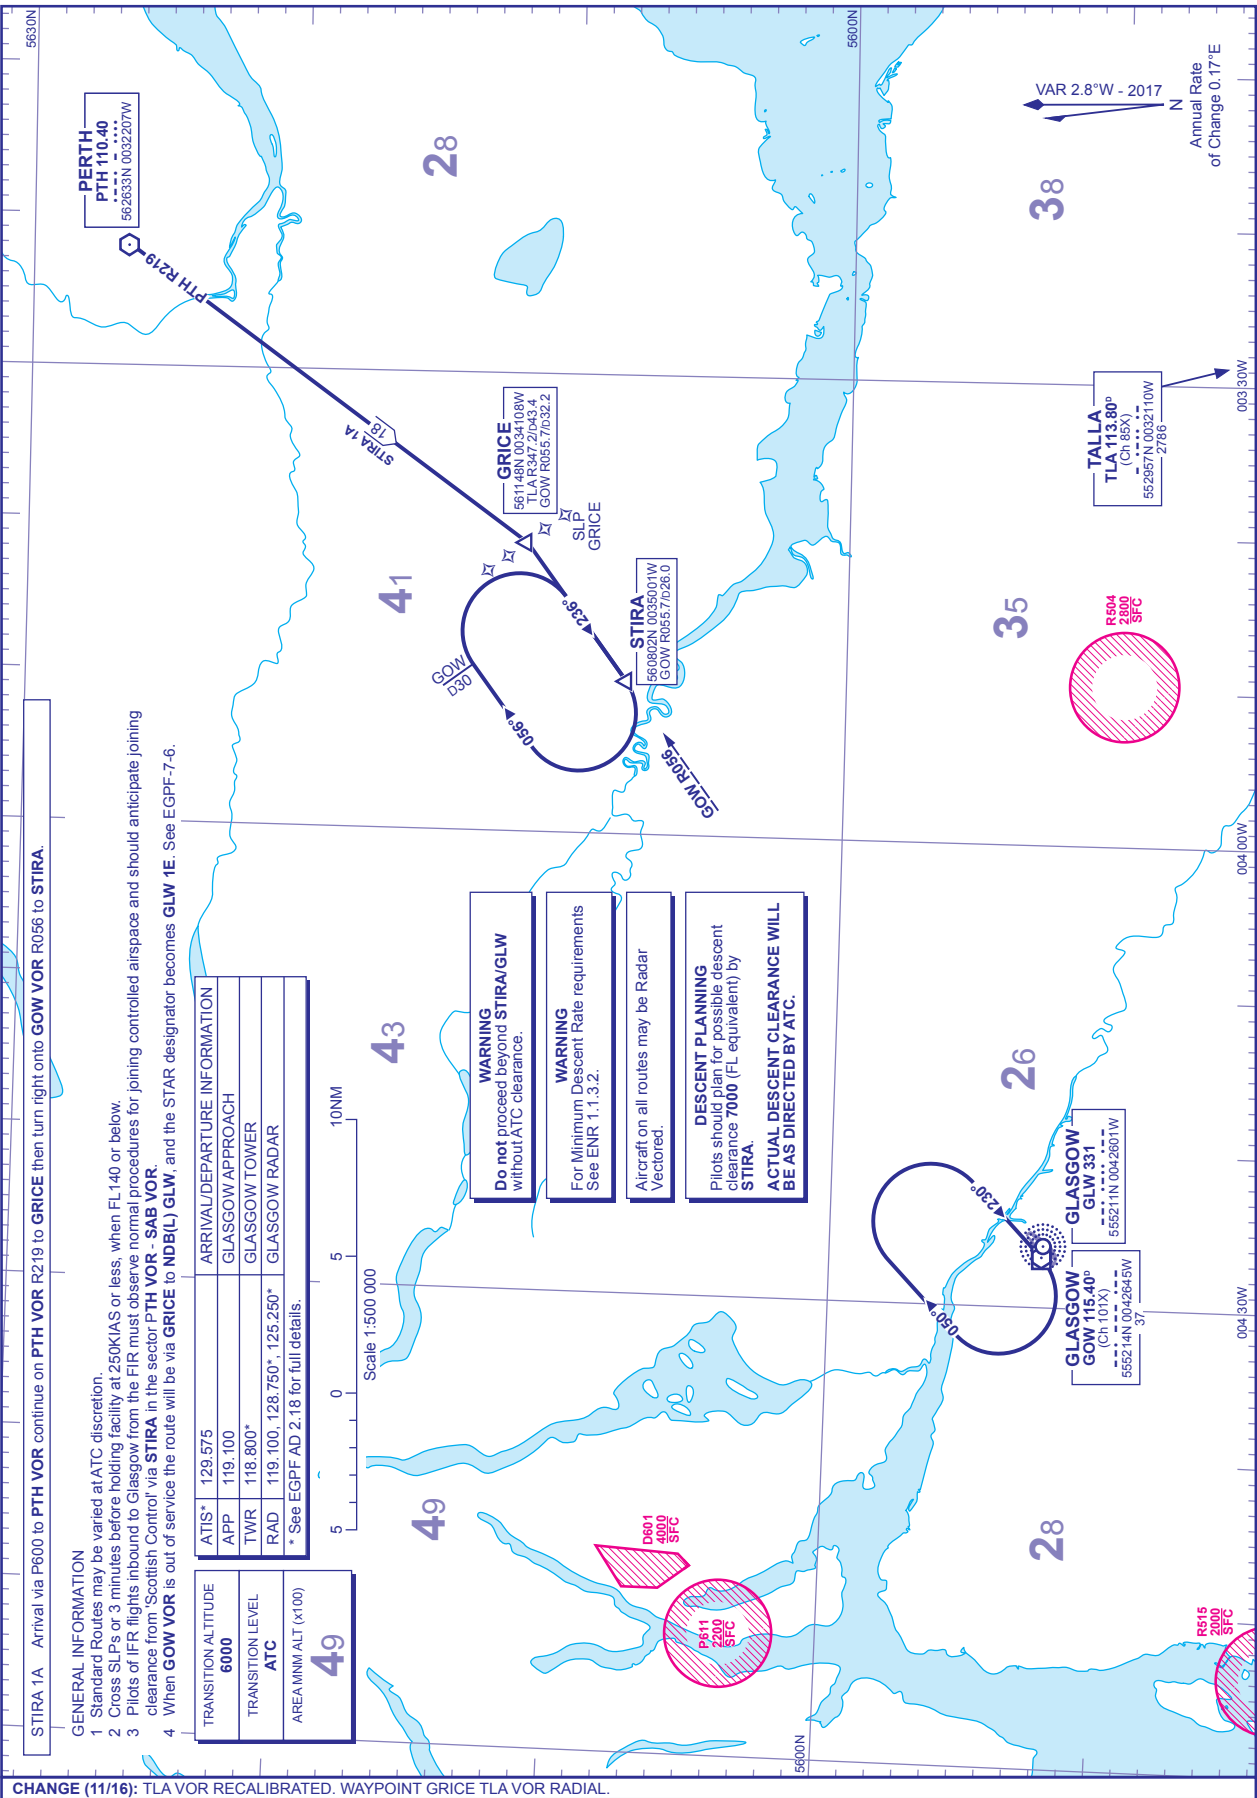 STIRA 1A Arrival via P600 to PTH VOR continue on PTH VOR R219 to GRICE then turn right onto GOW VOR R056 to STIRA.
GENERAL INFORMATION
1 Standard Routes may be varied at ATC discretion.
2 Cross SLPs or 3 minutes before holding facility at 250KIAS or less, when FL140 or below.
3 Pilots of IFR flights inbound to Glasgow from the FIR must observe normal procedures for joining controlled airspace and should anticipate joining
clearance from 'Scottish Control' via STIRA in the sector PTH VOR - SAB VOR.
4 When GOW VOR is out of service the route will be via GRICE to NDB(L) GLW, and the STAR designator becomes GLW 1E. See EGPF-7-6.
TRANSITION ALTITUDE
6000
TRANSITION LEVEL
ATC
AREA MNM ALT (x100)
49
ATIS* 129.575 ARRIVAL/DEPARTURE INFORMATION
APP 119.100 GLASGOW APPROACH
TWR 118.800* GLASGOW TOWER
RAD 119.100, 128.750*, 125.250* GLASGOW RADAR
* See EGPF AD 2.18 for full details.
5 0 5 10NM
Scale 1:500 000
WARNING
Do not proceed beyond STIRA/GLW
without ATC clearance.
WARNING
For Minimum Descent Rate requirements
See ENR 1.1.3.2.
Aircraft on all routes may be Radar
Vectored.
DESCENT PLANNING
Pilots should plan for possible descent
clearance 7000 (FL equivalent) by
STIRA.
ACTUAL DESCENT CLEARANCE WILL
BE AS DIRECTED BY ATC.
5630N
PERTH
PTH 110.40
562633N 0032207W
PTH R219
STIRA 1A
18
28
41
43
49
GRICE
561148N 0034108W
TLA R347.2/D43.4
GOW R055.7/D32.2
SLP
GRICE
GOW
D30
236°
056°
STIRA
560802N 0035001W
GOW R055.7/D26.0
GOW R056
5600N
VAR 2.8°W - 2017
N
Annual Rate
of Change 0.17°E
38
TALLA
TLA 113.80ᴰ
(Ch 85X)
552957N 0032110W
2786
003 30W
35
R504
2800
SFC
004 00W
26
230°
050°
GLASGOW
GLW 331
555211N 0042601W
GLASGOW
GOW 115.40ᴰ
(Ch 101X)
555214N 0042645W
37
004 30W
D601
4000
SFC
P611
2200
SFC
28
R515
2000
SFC
5600N
CHANGE (11/16): TLA VOR RECALIBRATED. WAYPOINT GRICE TLA VOR RADIAL.